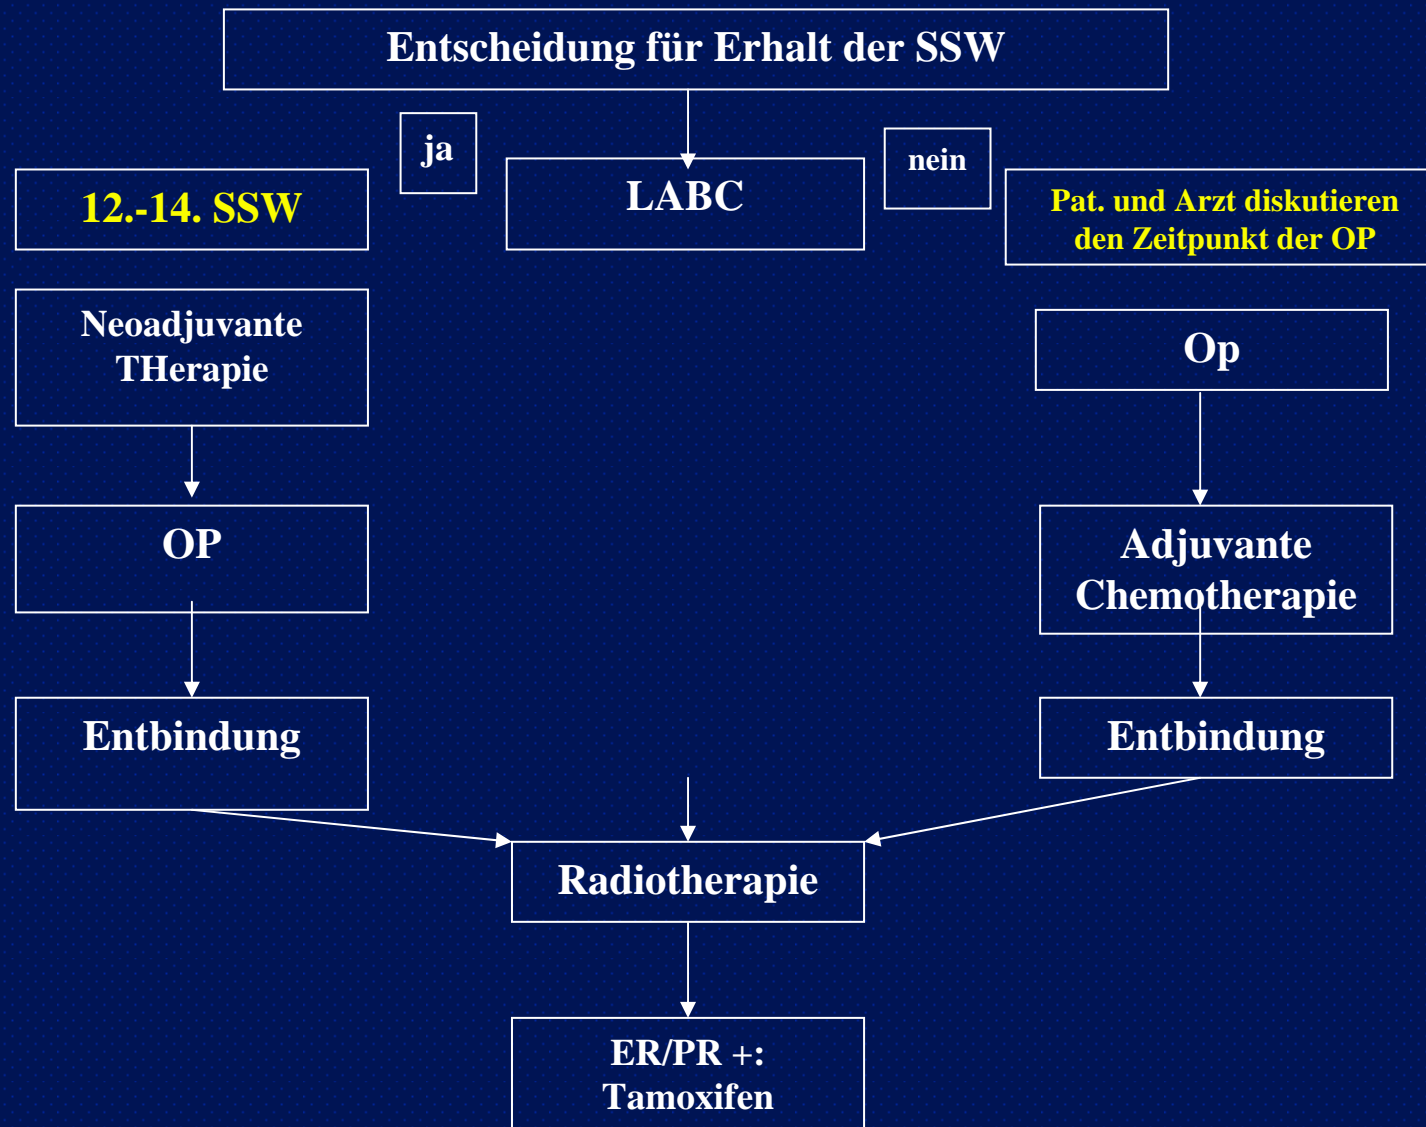 Entscheidung für Erhalt der SSW
ja
nein
LABC
12.-14. SSW
Pat. und Arzt diskutieren
den Zeitpunkt der OP
Neoadjuvante
THerapie
Op
OP
Adjuvante
Chemotherapie
Entbindung
Entbindung
Radiotherapie
ER/PR +:
Tamoxifen